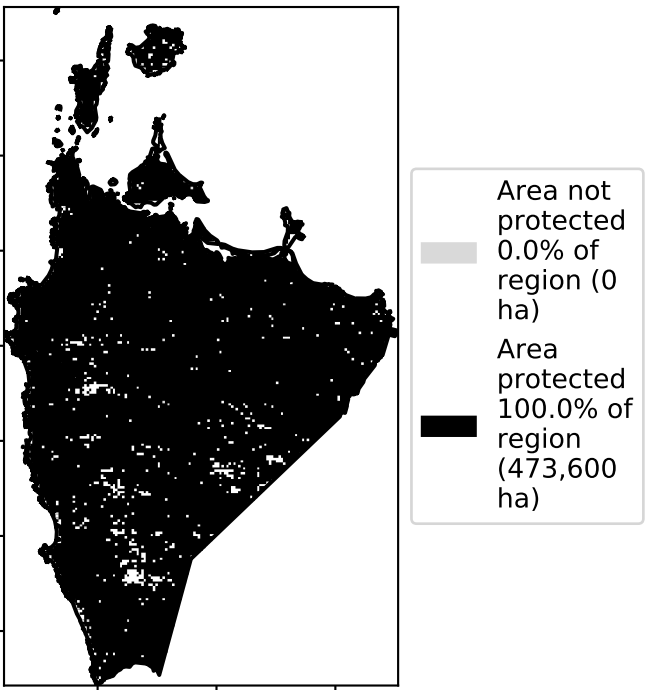 Area not
protected
0.0% of
region (0
ha)
Area
protected
100.0% of
region
(473,600
ha)